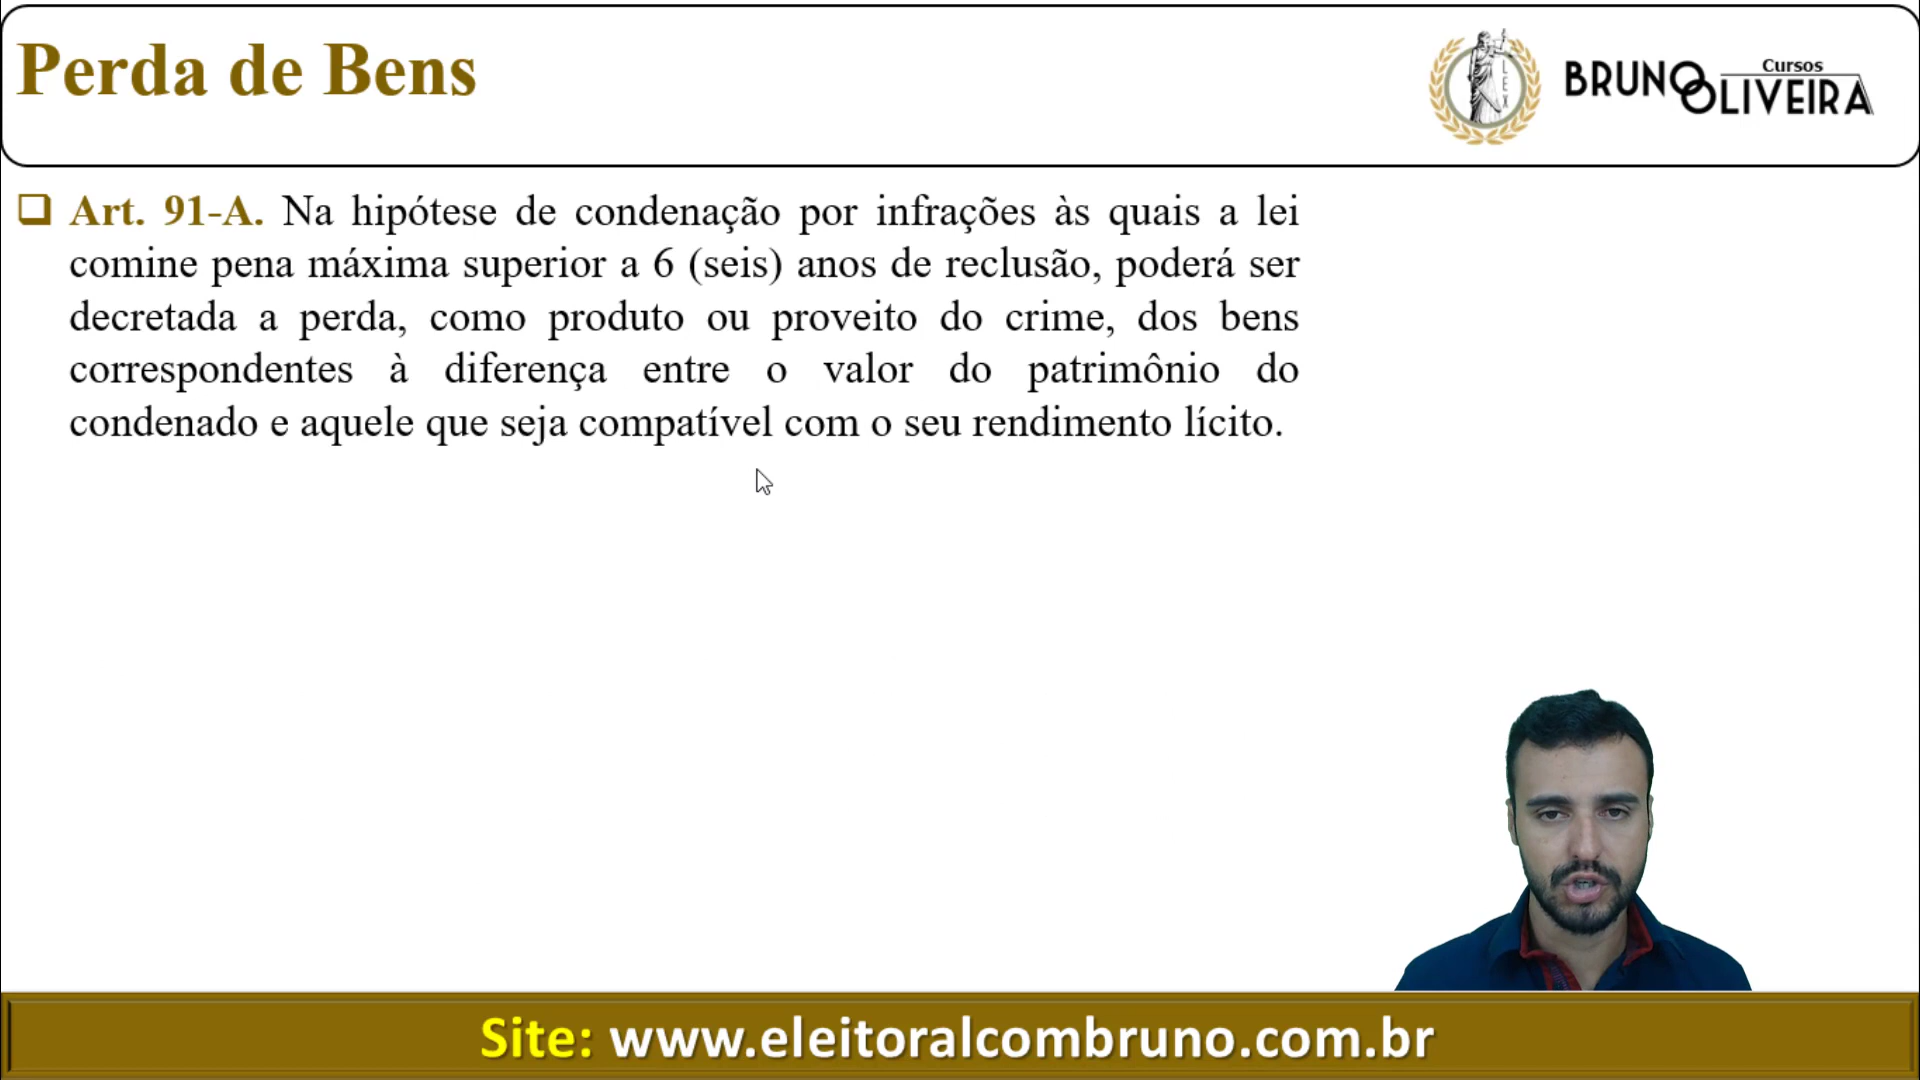 Perda de Bens
LEX
Cursos
BRUNO OLIVEIRA
Art. 91-A. Na hipótese de condenação por infrações às quais a lei
comine pena máxima superior a 6 (seis) anos de reclusão, poderá ser
decretada a perda, como produto ou proveito do crime, dos bens
correspondentes à diferença entre o valor do patrimônio do
condenado e aquele que seja compatível com o seu rendimento lícito.
Site: www.eleitoralcombruno.com.br